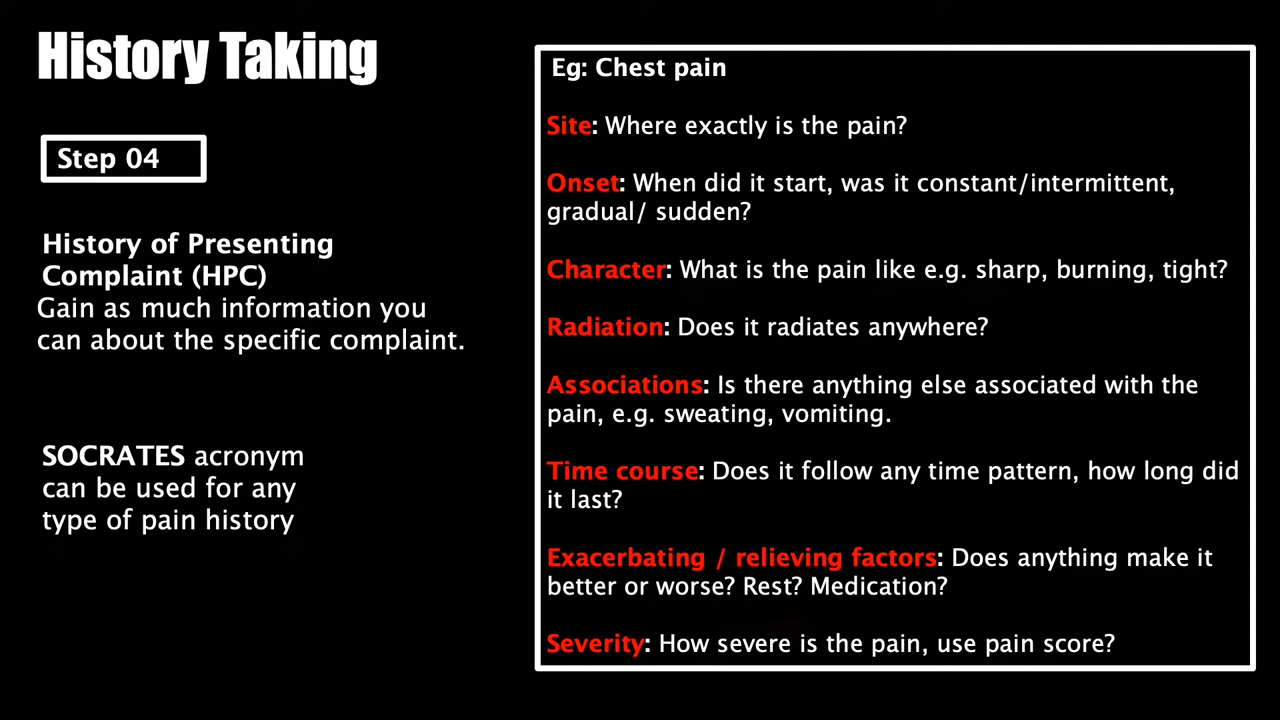 History Taking
Step 04
History of Presenting
Complaint (HPC)
Gain as much information you
can about the specific complaint.
SOCRATES acronym
can be used for any
type of pain history
Eg: Chest pain
Site: Where exactly is the pain?
Onset: When did it start, was it constant/intermittent,
gradual/ sudden?
Character: What is the pain like e.g. sharp, burning, tight?
Radiation: Does it radiates anywhere?
Associations: Is there anything else associated with the
pain, e.g. sweating, vomiting.
Time course: Does it follow any time pattern, how long did
it last?
Exacerbating / relieving factors: Does anything make it
better or worse? Rest? Medication?
Severity: How severe is the pain, use pain score?